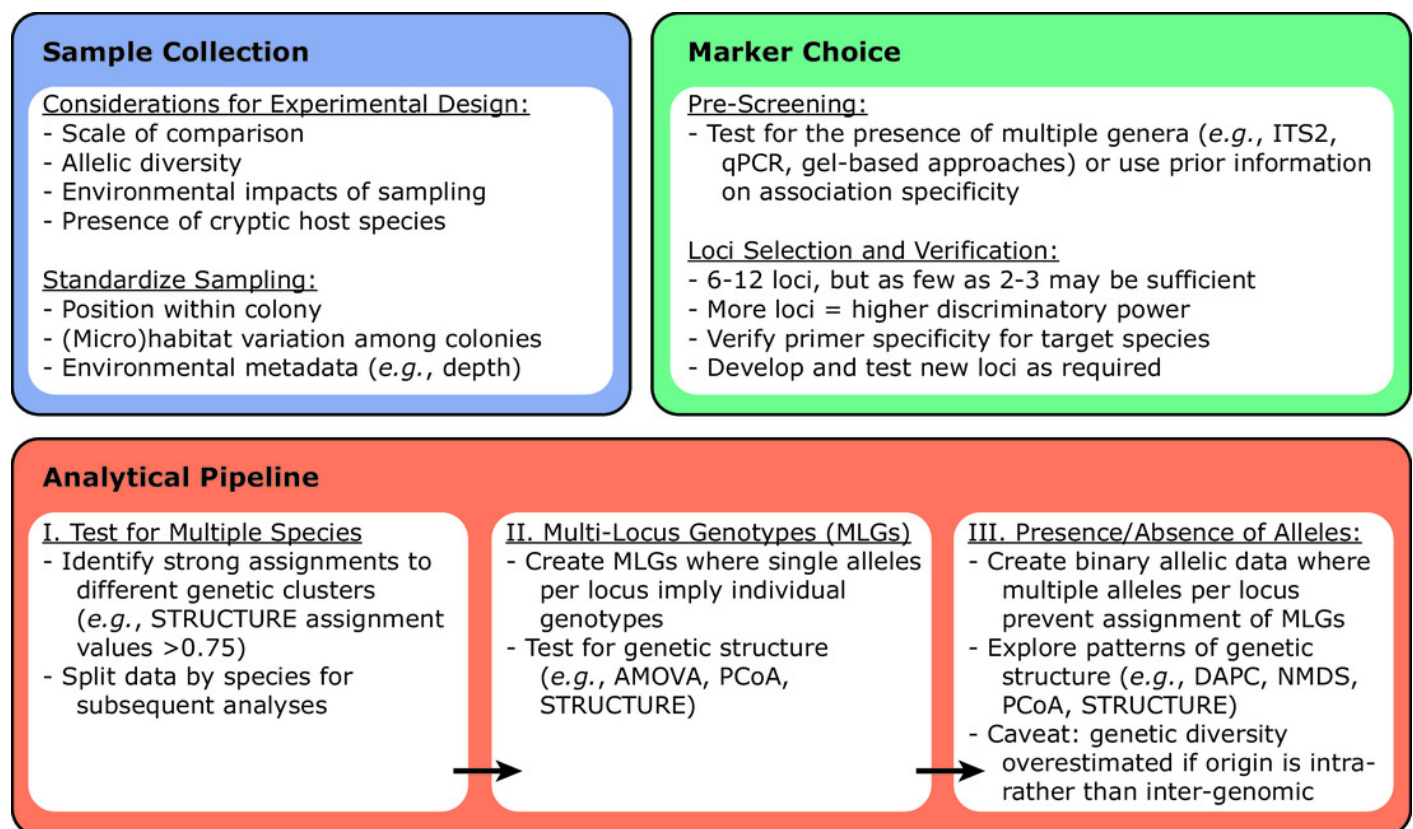 Sample Collection
Considerations for Experimental Design:
- Scale of comparison
- Allelic diversity
- Environmental impacts of sampling
- Presence of cryptic host species
Standardize Sampling:
- Position within colony
- (Micro)habitat variation among colonies
- Environmental metadata (e.g., depth)
Marker Choice
Pre-Screening:
- Test for the presence of multiple genera (e.g., ITS2,
qPCR, gel-based approaches) or use prior information
on association specificity
Loci Selection and Verification:
- 6-12 loci, but as few as 2-3 may be sufficient
- More loci = higher discriminatory power
- Verify primer specificity for target species
- Develop and test new loci as required
Analytical Pipeline
I. Test for Multiple Species
- Identify strong assignments to
different genetic clusters
(e.g., STRUCTURE assignment
values >0.75)
- Split data by species for
subsequent analyses
II. Multi-Locus Genotypes (MLGs)
- Create MLGs where single alleles
per locus imply individual
genotypes
- Test for genetic structure
(e.g., AMOVA, PCoA,
STRUCTURE)
III. Presence/Absence of Alleles:
- Create binary allelic data where
multiple alleles per locus
prevent assignment of MLGs
- Explore patterns of genetic
structure (e.g., DAPC, NMDS,
PCoA, STRUCTURE)
- Caveat: genetic diversity
overestimated if origin is intra-
rather than inter-genomic